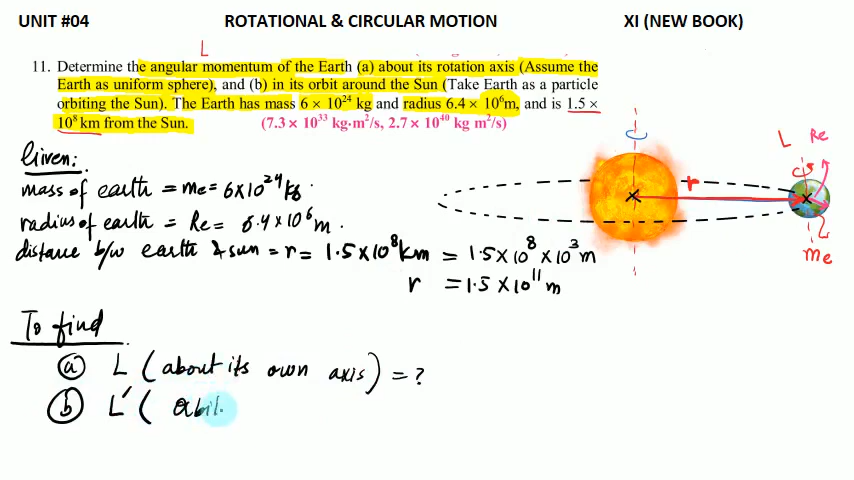 UNIT #04 ROTATIONAL & CIRCULAR MOTION XI (NEW BOOK)
L
11. Determine the angular momentum of the Earth (a) about its rotation axis (Assume the
Earth as uniform sphere), and (b) in its orbit around the Sun (Take Earth as a particle
orbiting the Sun). The Earth has mass 6 × 10²⁴ kg and radius 6.4 × 10⁶m, and is 1.5 ×
10⁸ km from the Sun. (7.3 × 10³³ kg·m²/s, 2.7 × 10⁴⁰ kg m²/s)
L Re
r
me
Given:
mass of earth = me = 6×10²⁴ kg.
radius of earth = Re = 6.4×10⁶ m.
distance b/w earth & sun = r = 1.5×10⁸ km = 1.5×10⁸×10³ m
r = 1.5×10¹¹ m
To find
(a) L (about its own axis) = ?
(b) L' (